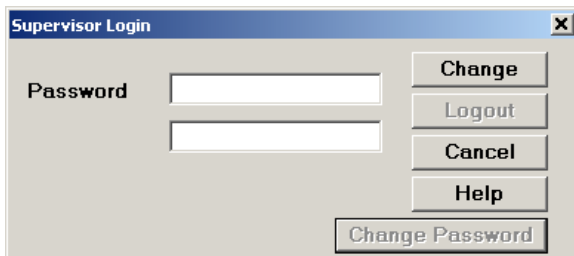 Supervisor Login
Password
Change
Logout
Cancel
Help
Change Password